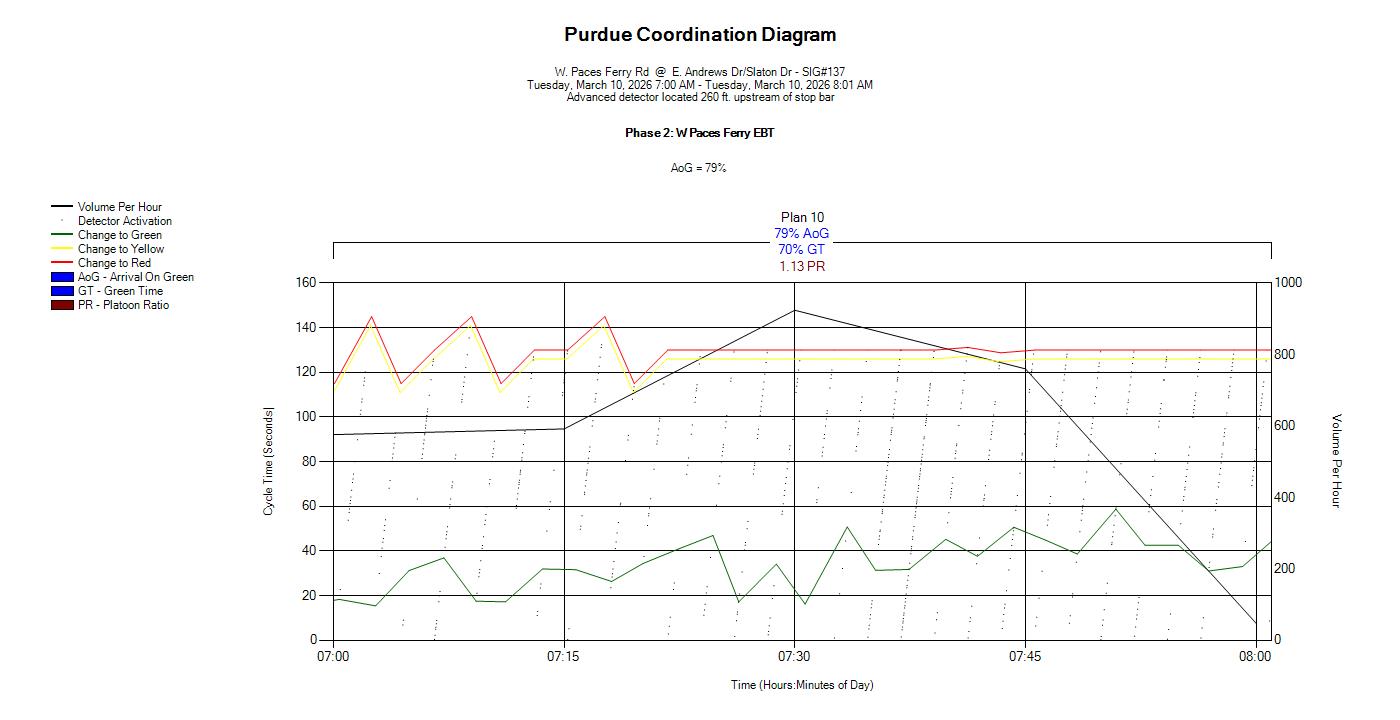 Purdue Coordination Diagram
W. Paces Ferry Rd @ E. Andrews Dr/Slaton Dr - SIG#137
Tuesday, March 10, 2026 7:00 AM - Tuesday, March 10, 2026 8:01 AM
Advanced detector located 260 ft. upstream of stop bar
Phase 2: W Paces Ferry EBT
AoG = 79%
Volume Per Hour
Detector Activation
Change to Green
Change to Yellow
Change to Red
AoG - Arrival On Green
GT - Green Time
PR - Platoon Ratio
Plan 10
79% AoG
70% GT
1.13 PR
160
140
120
100
80
60
40
20
0
Cycle Time (Seconds)
1000
800
600
400
200
0
Volume Per Hour
07:00 07:15 07:30 07:45 08:00
Time (Hours:Minutes of Day)